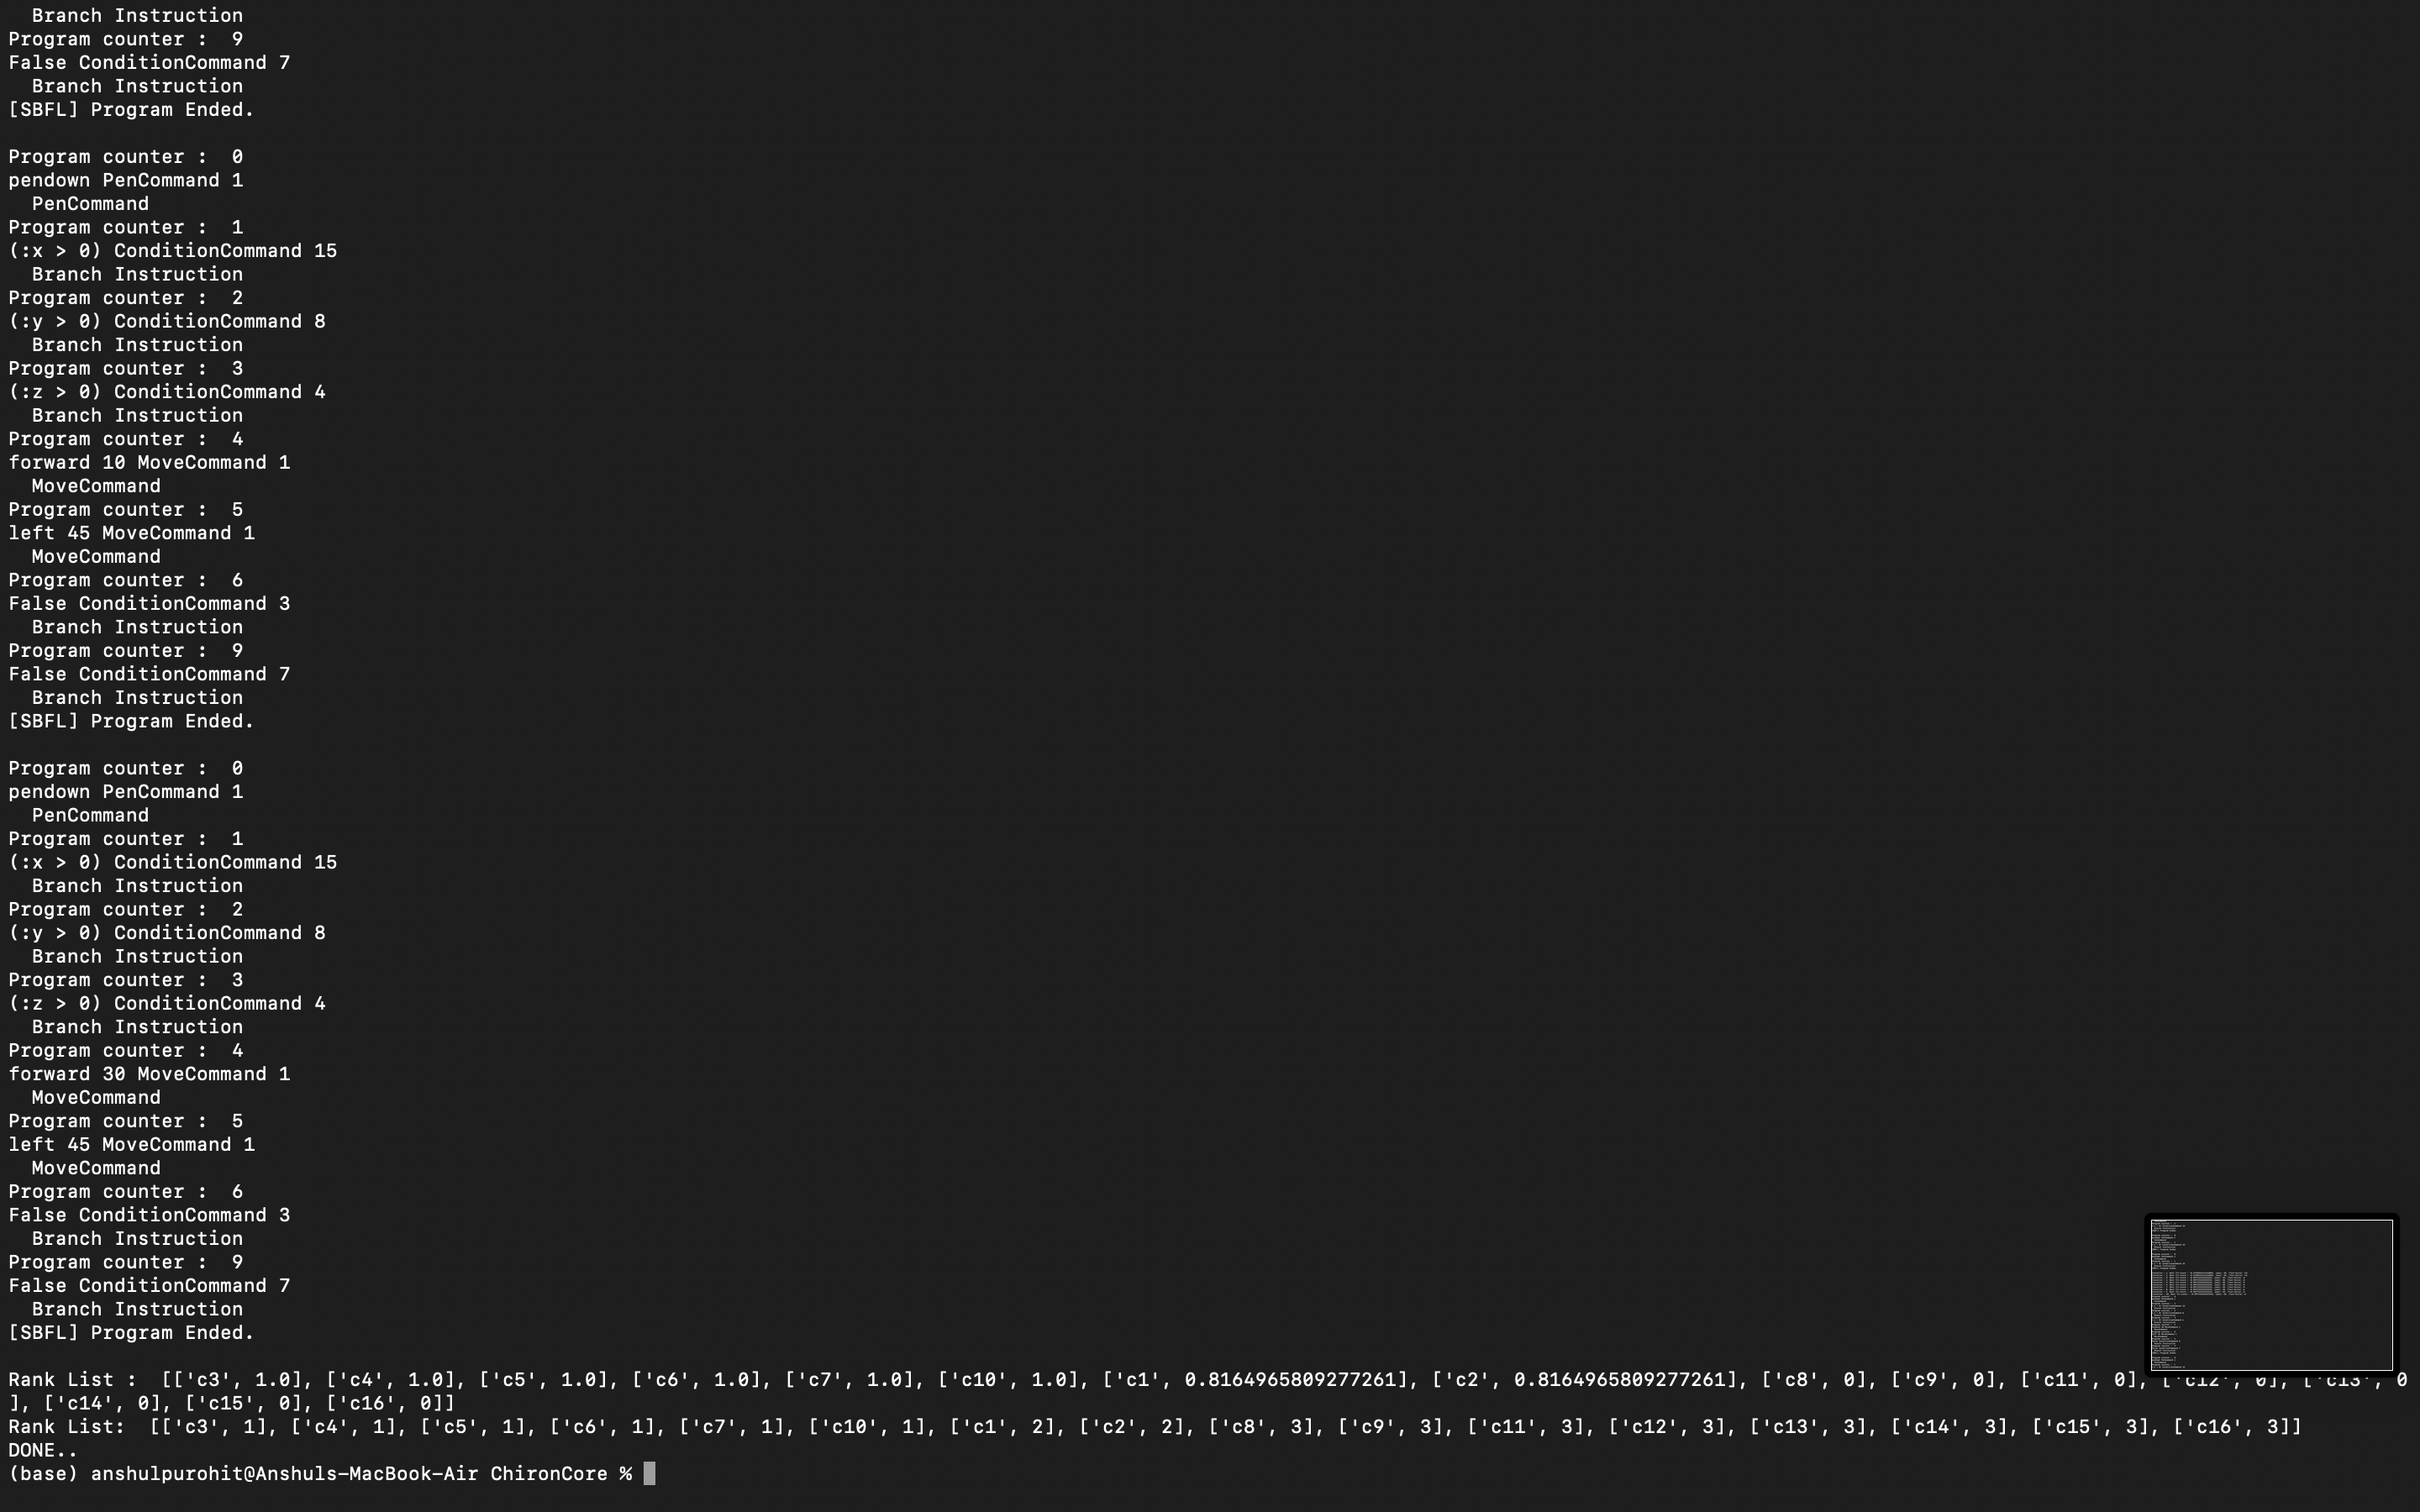 Branch Instruction
Program counter :  9
False ConditionCommand 7
  Branch Instruction
[SBFL] Program Ended.

Program counter :  0
pendown PenCommand 1
  PenCommand
Program counter :  1
(:x > 0) ConditionCommand 15
  Branch Instruction
Program counter :  2
(:y > 0) ConditionCommand 8
  Branch Instruction
Program counter :  3
(:z > 0) ConditionCommand 4
  Branch Instruction
Program counter :  4
forward 10 MoveCommand 1
  MoveCommand
Program counter :  5
left 45 MoveCommand 1
  MoveCommand
Program counter :  6
False ConditionCommand 3
  Branch Instruction
Program counter :  9
False ConditionCommand 7
  Branch Instruction
[SBFL] Program Ended.

Program counter :  0
pendown PenCommand 1
  PenCommand
Program counter :  1
(:x > 0) ConditionCommand 15
  Branch Instruction
Program counter :  2
(:y > 0) ConditionCommand 8
  Branch Instruction
Program counter :  3
(:z > 0) ConditionCommand 4
  Branch Instruction
Program counter :  4
forward 30 MoveCommand 1
  MoveCommand
Program counter :  5
left 45 MoveCommand 1
  MoveCommand
Program counter :  6
False ConditionCommand 3
  Branch Instruction
Program counter :  9
False ConditionCommand 7
  Branch Instruction
[SBFL] Program Ended.

Rank List :  [['c3', 1.0], ['c4', 1.0], ['c5', 1.0], ['c6', 1.0], ['c7', 1.0], ['c10', 1.0], ['c1', 0.8164965809277261], ['c2', 0.8164965809277261], ['c8', 0], ['c9', 0], ['c11', 0], ['c12', 0], ['c13', 0
], ['c14', 0], ['c15', 0], ['c16', 0]]
Rank List:  [['c3', 1], ['c4', 1], ['c5', 1], ['c6', 1], ['c7', 1], ['c10', 1], ['c1', 2], ['c2', 2], ['c8', 3], ['c9', 3], ['c11', 3], ['c12', 3], ['c13', 3], ['c14', 3], ['c15', 3], ['c16', 3]]
DONE..
(base) anshulpurohit@Anshuls-MacBook-Air ChironCore %